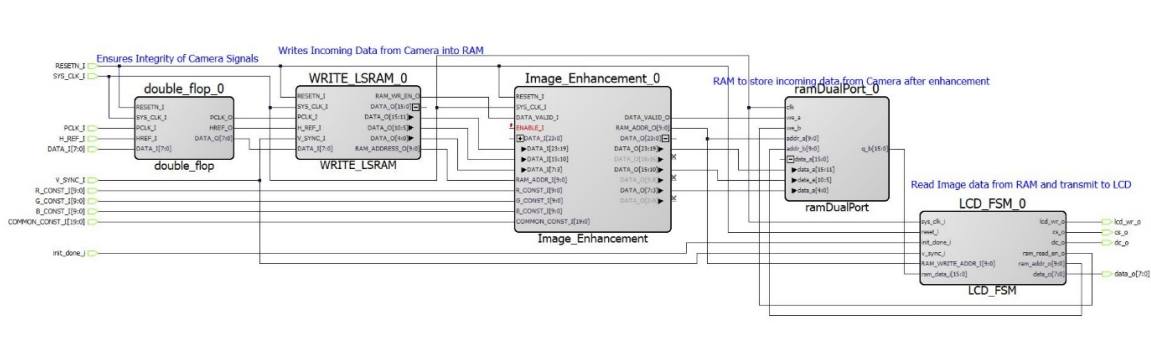 Ensures Integrity of Camera Signals
Writes Incoming Data from Camera into RAM
RAM to store incoming data from Camera after enhancement
Read Image data from RAM and transmit to LCD
RESETN_I
SYS_CLK_I
PCLK_I
H_REF_I
DATA_I[7:0]
V_SYNC_I
R_CONST_I[9:0]
G_CONST_I[9:0]
B_CONST_I[9:0]
COMMON_CONST_I[19:0]
init_done_i
double_flop_0
RESETN_I
SYS_CLK_I
PCLK_I
HREF_I
DATA_I[7:0]
PCLK_O
HREF_O
DATA_O[7:0]
double_flop
WRITE_LSRAM_0
RESETN_I
SYS_CLK_I
PCLK_I
H_REF_I
V_SYNC_I
DATA_I[7:0]
RAM_WR_EN_O
DATA_O[15:0]
DATA_O[15:11]
DATA_O[10:5]
DATA_O[4:0]
RAM_ADDRESS_O[9:0]
WRITE_LSRAM
Image_Enhancement_0
RESETN_I
SYS_CLK_I
DATA_VALID_I
ENABLE_I
DATA_I[23:0]
DATA_I[23:19]
DATA_I[15:10]
DATA_I[7:3]
RAM_ADDR_I[9:0]
R_CONST_I[9:0]
G_CONST_I[9:0]
B_CONST_I[9:0]
COMMON_CONST_I[19:0]
DATA_VALID_O
RAM_ADDR_O[9:0]
DATA_O[23:0]
DATA_O[23:19]
DATA_O[15:10]
DATA_O[7:3]
Image_Enhancement
ramDualPort_0
clk
we_a
we_b
addr_a[9:0]
addr_b[9:0]
data_a[15:0]
data_a[15:11]
data_a[10:5]
data_a[4:0]
q_b[15:0]
ramDualPort
LCD_FSM_0
sys_clk_i
reset_i
init_done_i
v_sync_i
RAM_WRITE_ADDR_I[9:0]
ram_data_i[15:0]
lcd_wr_o
cs_o
dc_o
ram_read_en_o
ram_addr_o[9:0]
data_o[7:0]
LCD_FSM
lcd_wr_o
cs_o
dc_o
data_o[7:0]